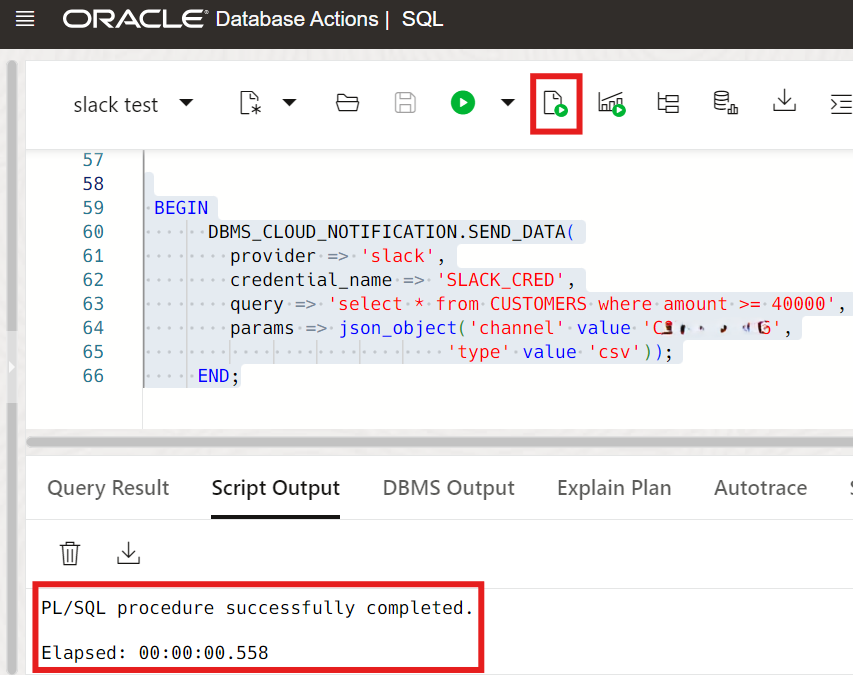 ORACLE® Database Actions | SQL
slack test
57
58
59 BEGIN
60 DBMS_CLOUD_NOTIFICATION.SEND_DATA(
61 provider => 'slack',
62 credential_name => 'SLACK_CRED',
63 query => 'select * from CUSTOMERS where amount >= 40000',
64 params => json_object('channel' value '
65 'type' value 'csv'));
66 END;
Query Result Script Output DBMS Output Explain Plan Autotrace
PL/SQL procedure successfully completed.
Elapsed: 00:00:00.558